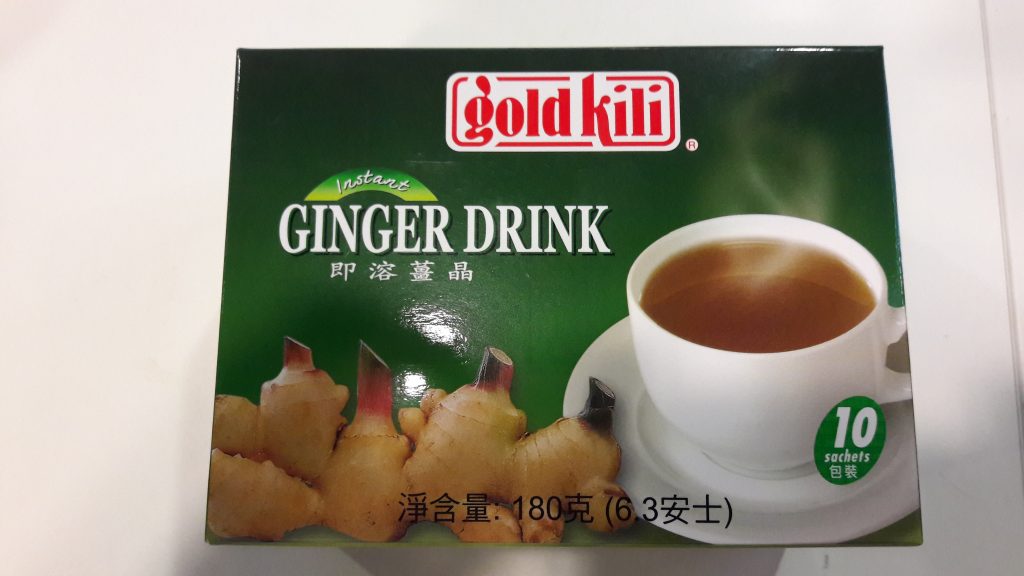 gold kili
®
Instant
GINGER DRINK
即溶薑晶
10
sachets
包裝
淨含量: 180克 (6.3安士)